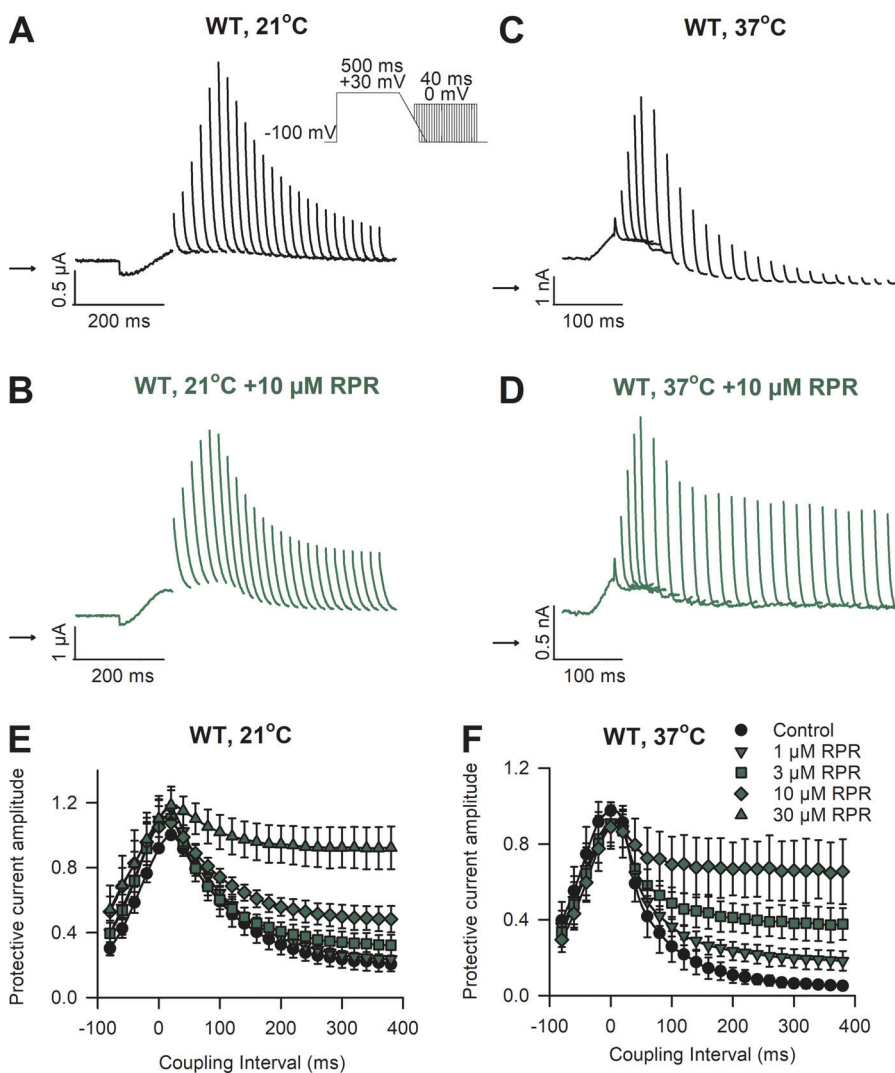 A
WT, 21°C
500 ms
+30 mV
40 ms
0 mV
-100 mV
0.5 µA
200 ms
C
WT, 37°C
1 nA
100 ms
B
WT, 21°C +10 µM RPR
1 µA
200 ms
D
WT, 37°C +10 µM RPR
0.5 nA
100 ms
E
WT, 21°C
Protective current amplitude
1.2
0.8
0.4
0.0
-100 0 100 200 300 400
Coupling Interval (ms)
F
WT, 37°C
Control
1 µM RPR
3 µM RPR
10 µM RPR
30 µM RPR
Protective current amplitude
1.2
0.8
0.4
0.0
-100 0 100 200 300 400
Coupling Interval (ms)